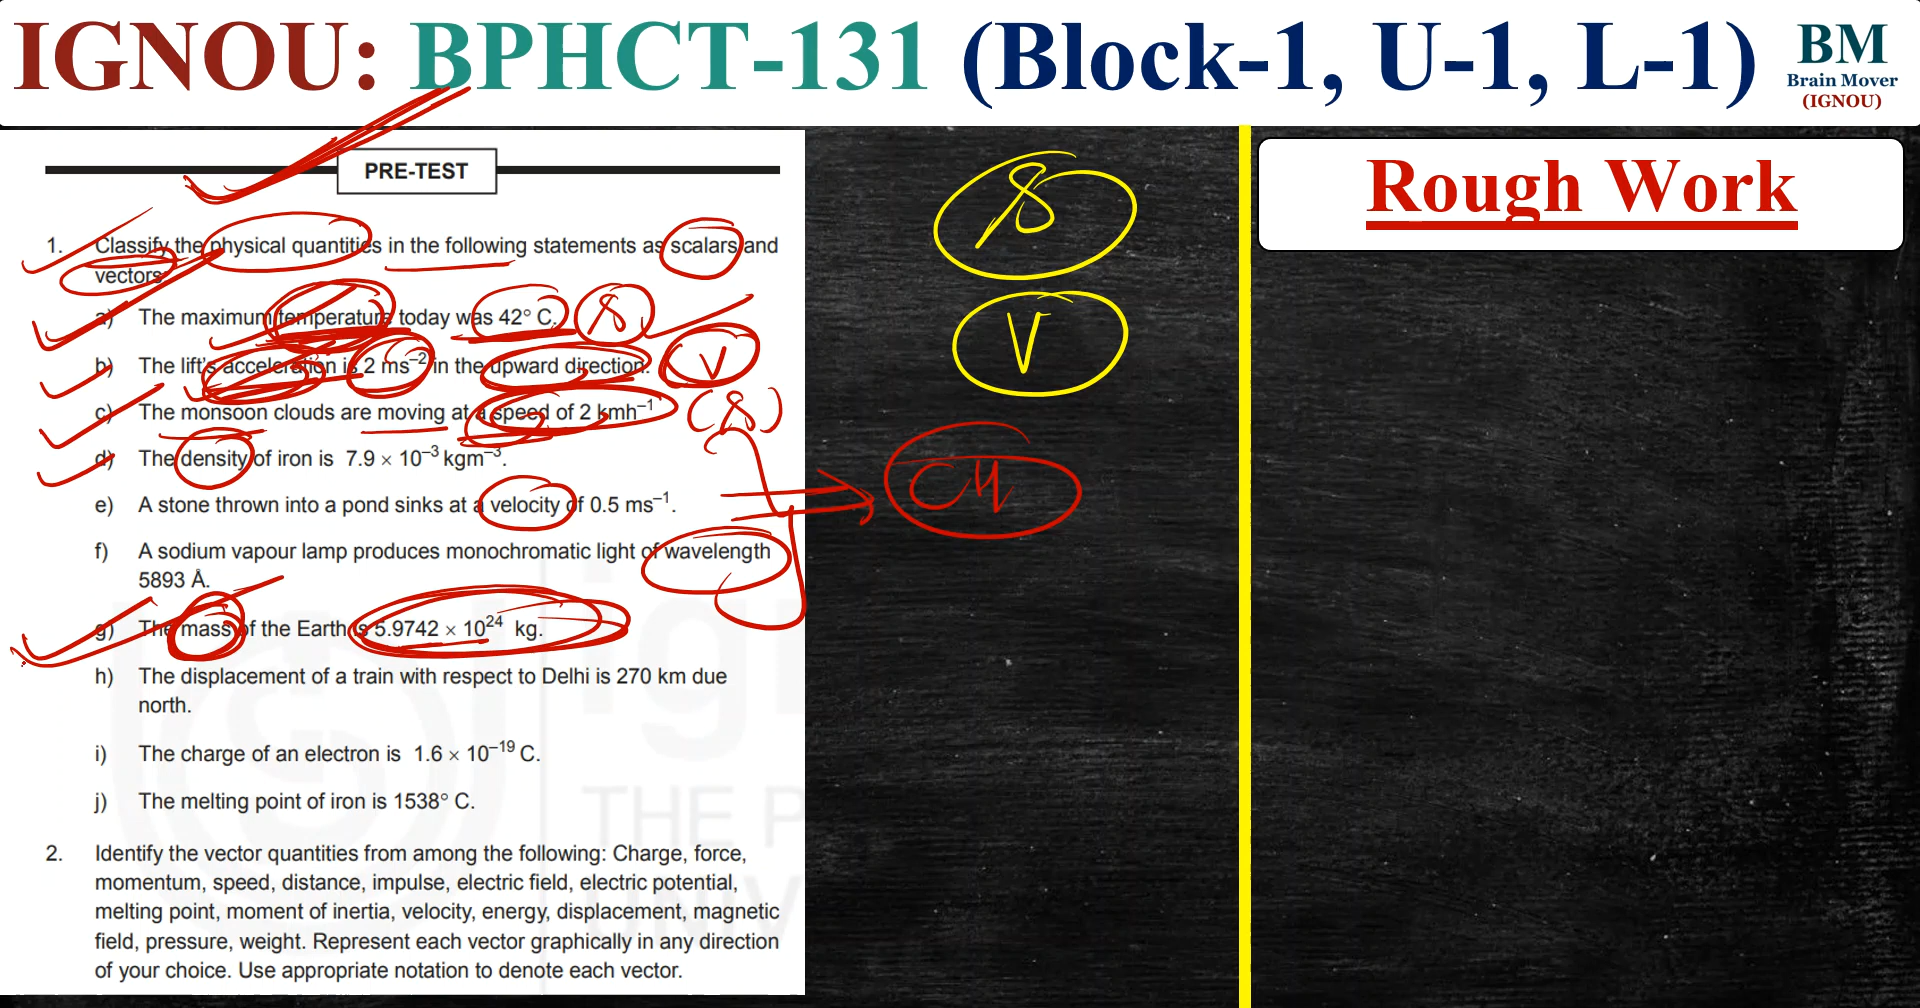 IGNOU: BPHCT-131 (Block-1, U-1, L-1)
BM
Brain Mover
(IGNOU)
PRE-TEST
1. Classify the physical quantities in the following statements as scalars and
vectors:
a) The maximum temperature today was 42° C.
b) The lift's acceleration is 2 ms⁻² in the upward direction.
c) The monsoon clouds are moving at a speed of 2 kmh⁻¹
d) The density of iron is 7.9 × 10⁻³ kgm⁻³.
e) A stone thrown into a pond sinks at a velocity of 0.5 ms⁻¹.
f) A sodium vapour lamp produces monochromatic light of wavelength
5893 Å.
g) The mass of the Earth is 5.9742 × 10²⁴ kg.
h) The displacement of a train with respect to Delhi is 270 km due
north.
i) The charge of an electron is 1.6 × 10⁻¹⁹ C.
j) The melting point of iron is 1538° C.
2. Identify the vector quantities from among the following: Charge, force,
momentum, speed, distance, impulse, electric field, electric potential,
melting point, moment of inertia, velocity, energy, displacement, magnetic
field, pressure, weight. Represent each vector graphically in any direction
of your choice. Use appropriate notation to denote each vector.
S
V
(S)
S
V
Rough Work